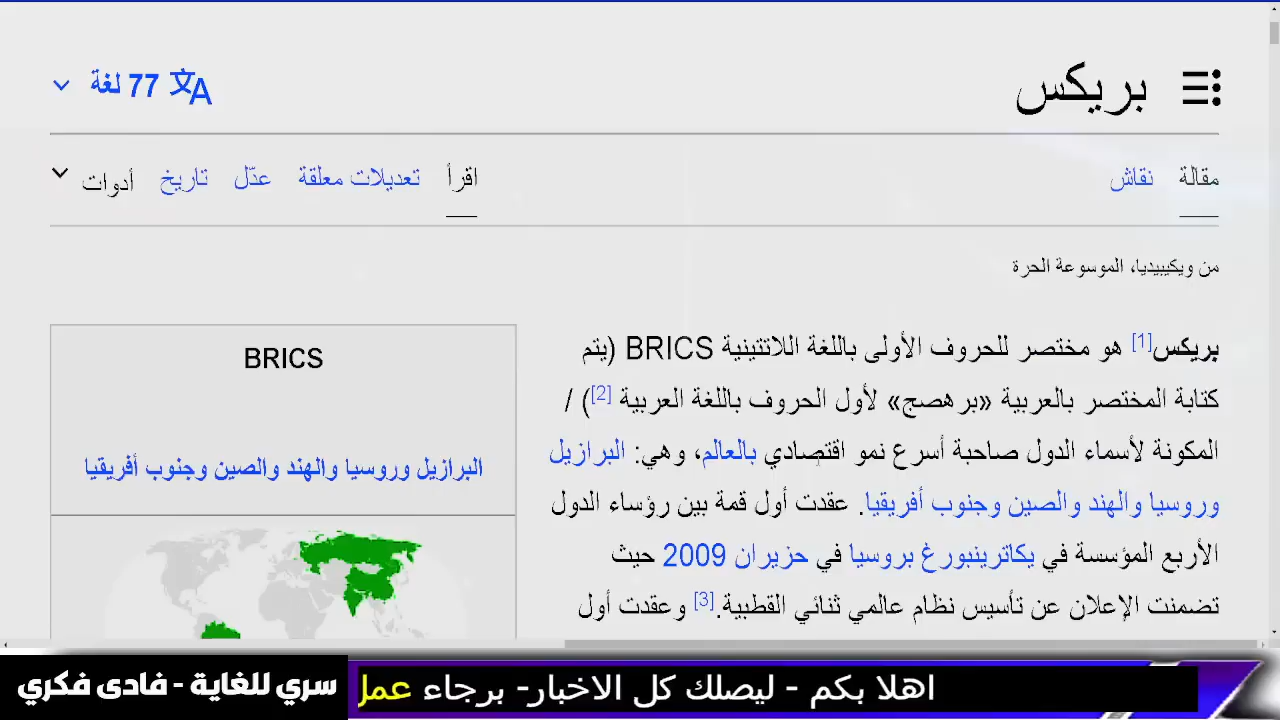 بريكس
77 لغة
مقالة نقاش اقرأ تعديلات معلقة عدّل تاريخ أدوات
من ويكيبيديا، الموسوعة الحرة
بريكس[1] هو مختصر للحروف الأولى باللغة اللاتينية BRICS (يتم
كتابة المختصر بالعربية «برهصج» لأول الحروف باللغة العربية [2]) /
المكونة لأسماء الدول صاحبة أسرع نمو اقتصادي بالعالم، وهي: البرازيل
وروسيا والهند والصين وجنوب أفريقيا. عقدت أول قمة بين رؤساء الدول
الأربع المؤسسة في يكاترينبورغ بروسيا في حزيران 2009 حيث
تضمنت الإعلان عن تأسيس نظام عالمي ثنائي القطبية.[3] وعقدت أول
BRICS
البرازيل وروسيا والهند والصين وجنوب أفريقيا
اهلا بكم - ليصلك كل الاخبار- برجاء عمل
سري للغاية - فادى فكري